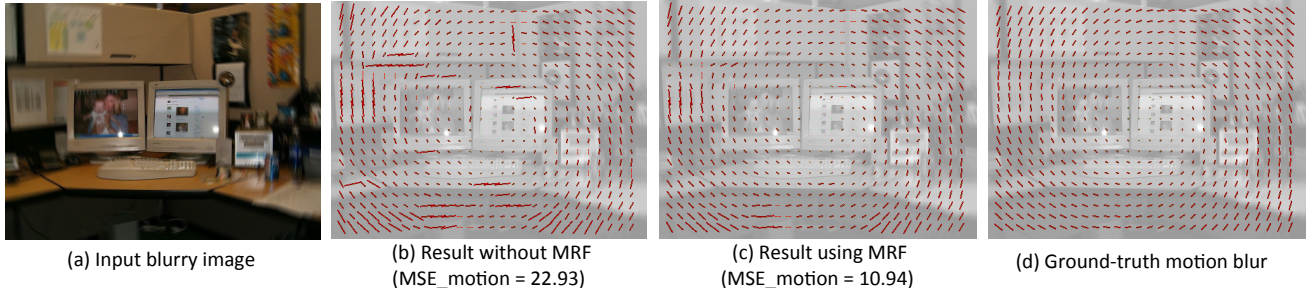 (a) Input blurry image
(b) Result without MRF
(MSE_motion = 22.93)
(c) Result using MRF
(MSE_motion = 10.94)
(d) Ground-truth motion blur